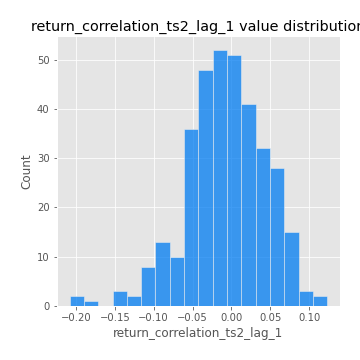 return_correlation_ts2_lag_1 value distribution
50
40
30
20
10
0
Count
−0.20 −0.15 −0.10 −0.05 0.00 0.05 0.10
return_correlation_ts2_lag_1